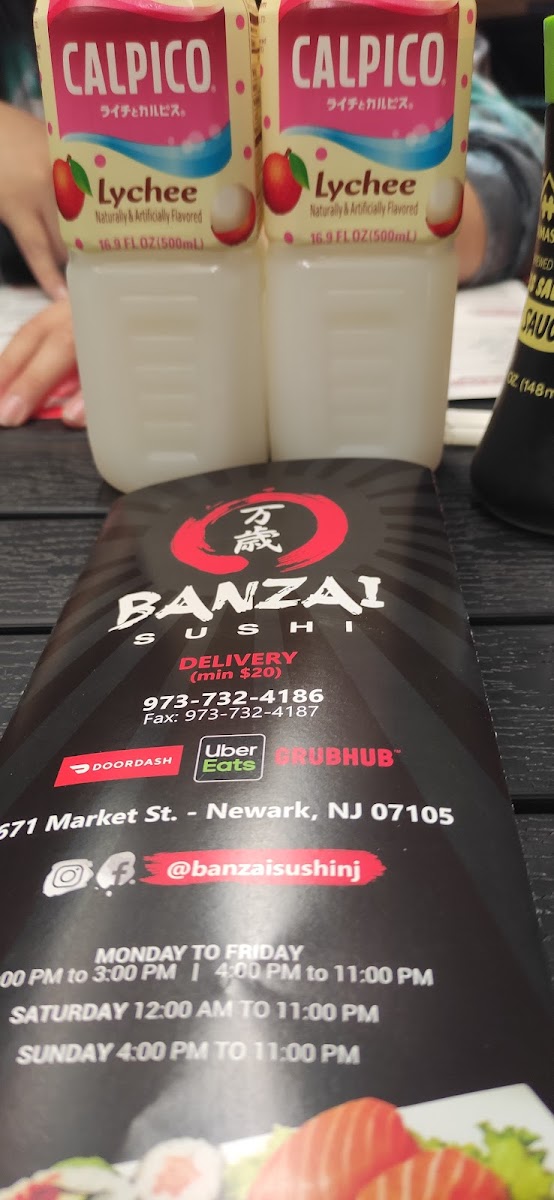 CALPICO
ライチとカルピス。
Lychee
Naturally & Artificially Flavored
16.9 FL OZ (500mL)
CALPICO
ライチとカルピス。
Lychee
Naturally & Artificially Flavored
16.9 FL OZ (500mL)
SAUC
OZ (148m
万歳
BANZAI
SUSHI
DELIVERY
(min $20)
973-732-4186
Fax: 973-732-4187
DOORDASH
Uber Eats
GRUBHUB™
671 Market St. - Newark, NJ 07105
@banzaisushinj
MONDAY TO FRIDAY
:00 PM to 3:00 PM | 4:00 PM to 11:00 PM
SATURDAY 12:00 AM TO 11:00 PM
SUNDAY 4:00 PM TO 11:00 PM